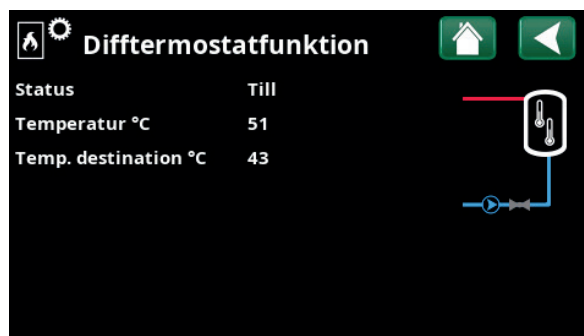 Difftermostatfunktion
Status Till
Temperatur °C 51
Temp. destination °C 43